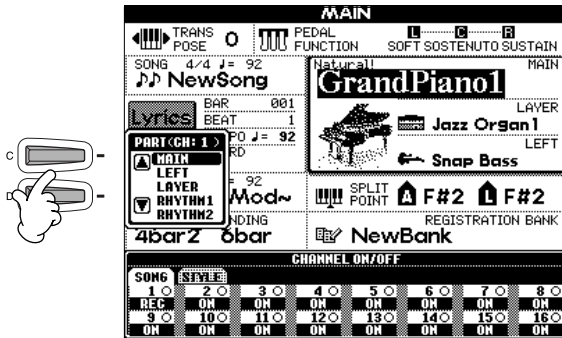 MAIN
TRANS
POSE 0
PEDAL
FUNCTION
L C R
SOFT SOSTENUTO SUSTAIN
SONG 4/4 ♩= 92
NewSong
Natural! MAIN
GrandPiano1
LAYER
Jazz Organ1
LEFT
Snap Bass
Lyrics
BAR 001
BEAT 1
PO ♩= 92
RD
PART(CH: 1 )
MAIN
LEFT
LAYER
RHYTHM1
RHYTHM2
= 92
Mod~
NDING
4bar2 6bar
SPLIT
POINT A F#2 L F#2
REGISTRATION BANK
NewBank
CHANNEL ON/OFF
SONG STYLE
1 2 3 4 5 6 7 8
REC ON ON ON ON ON ON ON
9 10 11 12 13 14 15 16
ON ON ON ON ON ON ON ON
C